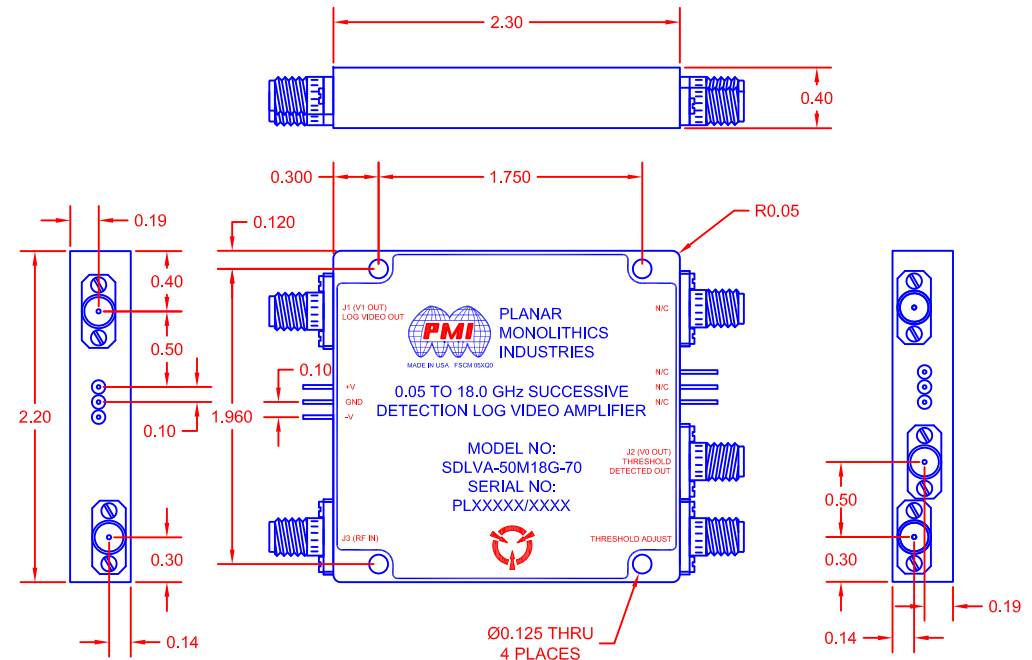 2.30
0.40
0.300
1.750
R0.05
0.19
0.120
0.40
0.50
0.10
2.20
1.960
0.10
0.30
0.14
J1 (V1 OUT)
LOG VIDEO OUT
PMI
MADE IN USA FSCM 05XQ0
PLANAR
MONOLITHICS
INDUSTRIES
N/C
+V
GND
-V
N/C
N/C
N/C
0.05 TO 18.0 GHz SUCCESSIVE
DETECTION LOG VIDEO AMPLIFIER
MODEL NO:
SDLVA-50M18G-70
SERIAL NO:
PLXXXXX/XXXX
J2 (V0 OUT)
THRESHOLD
DETECTED OUT
J3 (RF IN)
THRESHOLD ADJUST
Ø0.125 THRU
4 PLACES
0.50
0.30
0.19
0.14